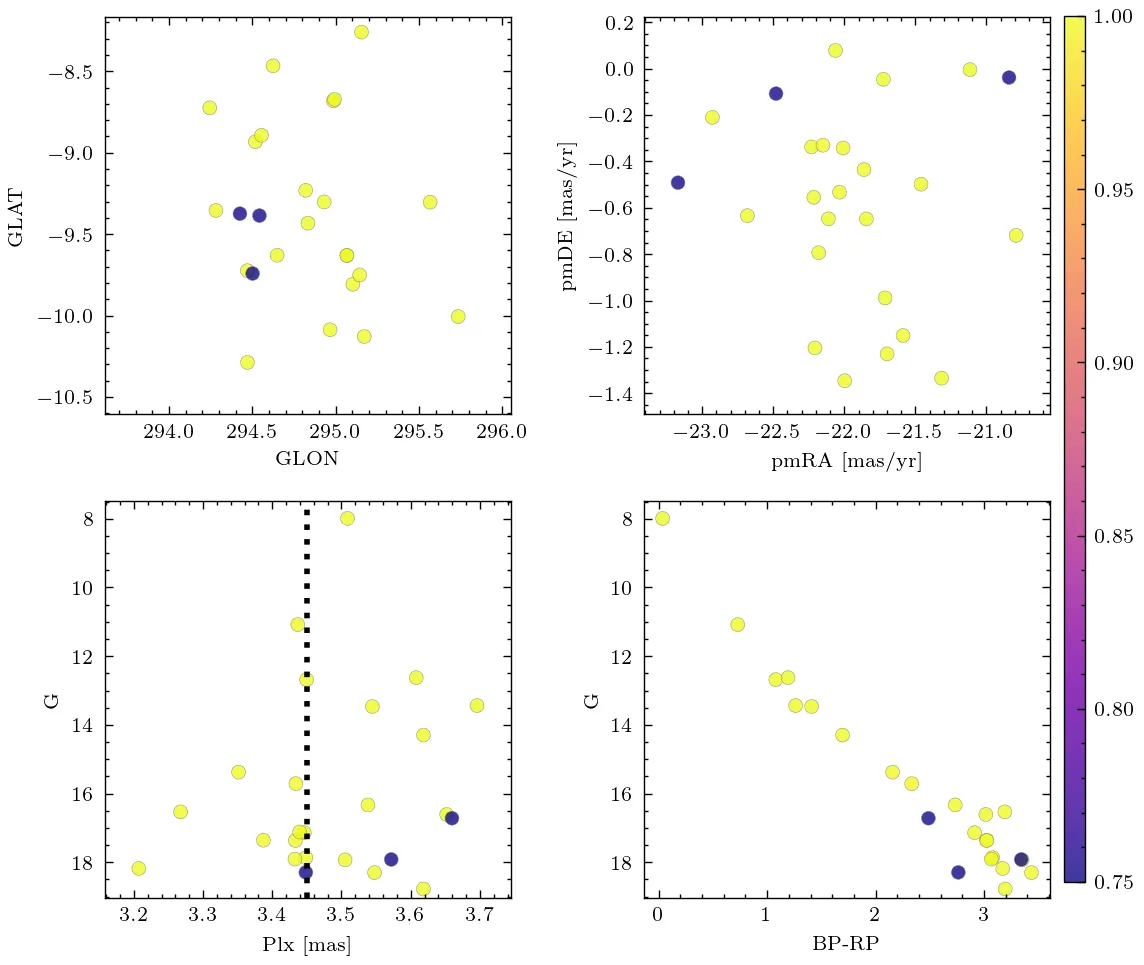 −8.5
−9.0
−9.5
−10.0
−10.5
GLAT
294.0 294.5 295.0 295.5 296.0
GLON
0.2
0.0
−0.2
−0.4
−0.6
−0.8
−1.0
−1.2
−1.4
pmDE [mas/yr]
−23.0 −22.5 −22.0 −21.5 −21.0
pmRA [mas/yr]
8
10
12
14
16
18
G
3.2 3.3 3.4 3.5 3.6 3.7
Plx [mas]
8
10
12
14
16
18
G
0 1 2 3
BP-RP
1.00
0.95
0.90
0.85
0.80
0.75